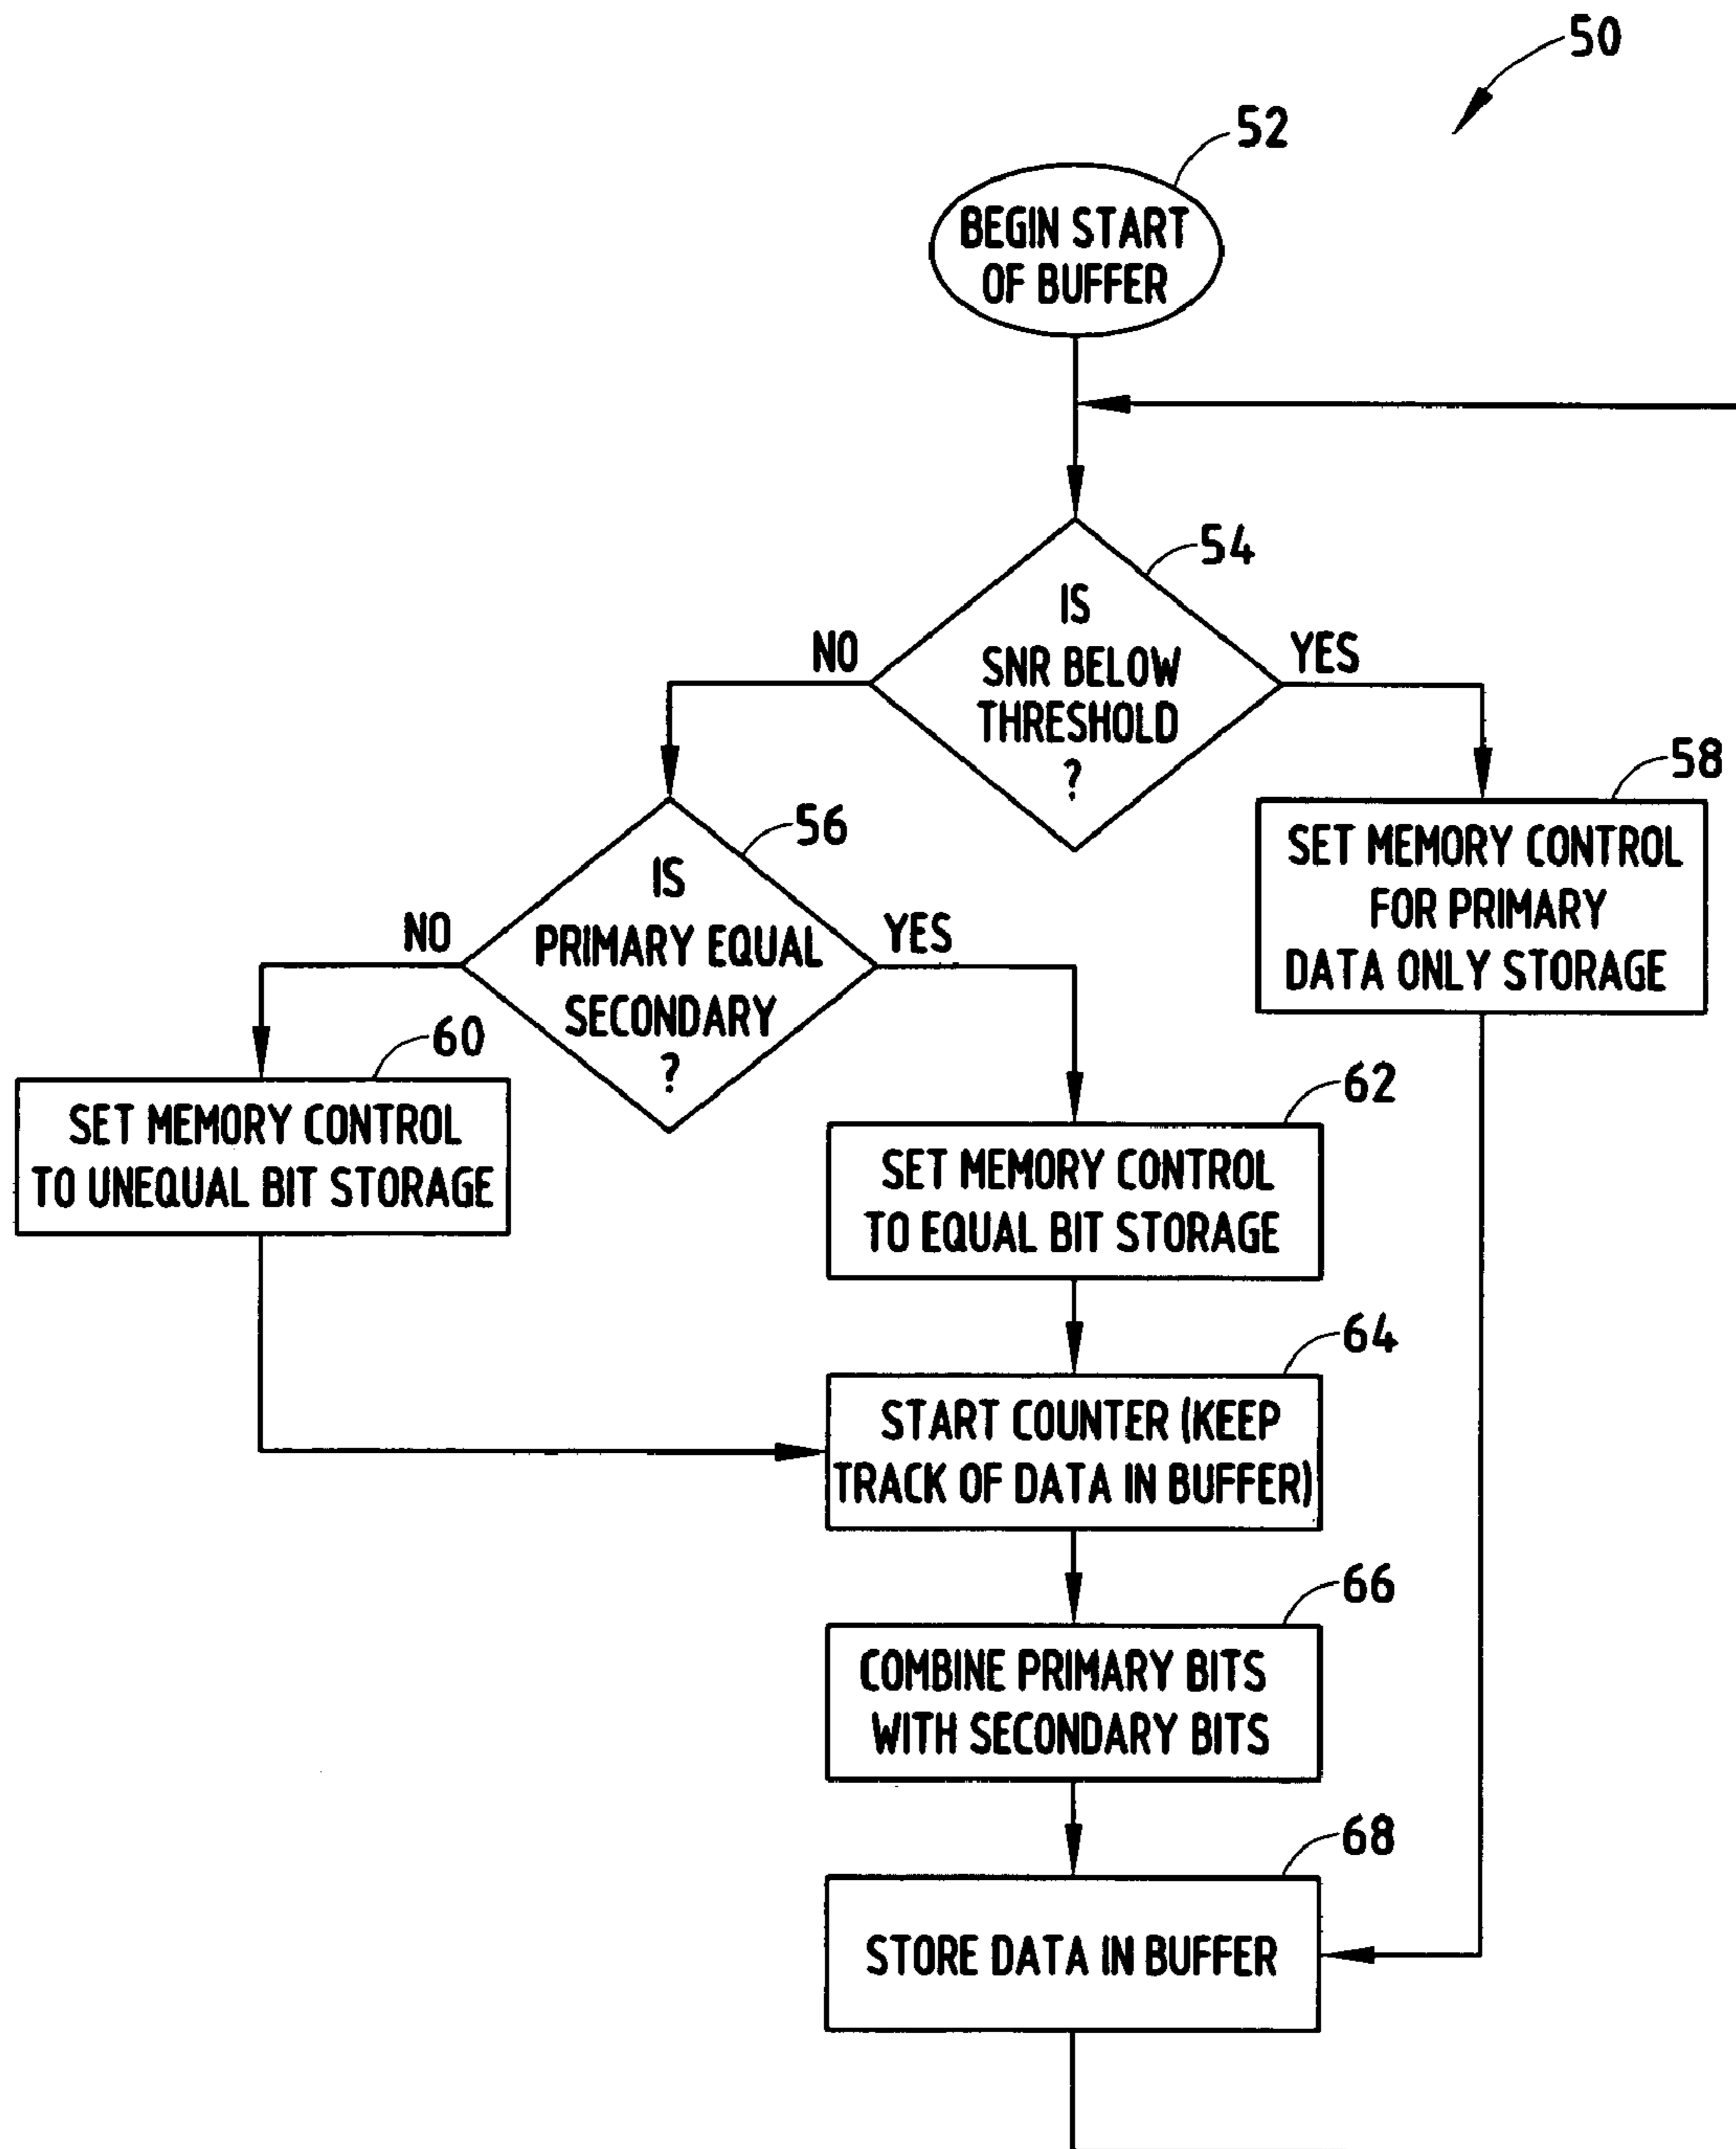 50
52
BEGIN START
OF BUFFER
54
IS
SNR BELOW
THRESHOLD
?
NO
YES
58
SET MEMORY CONTROL
FOR PRIMARY
DATA ONLY STORAGE
56
IS
PRIMARY EQUAL
SECONDARY
?
NO
YES
60
SET MEMORY CONTROL
TO UNEQUAL BIT STORAGE
62
SET MEMORY CONTROL
TO EQUAL BIT STORAGE
64
START COUNTER (KEEP
TRACK OF DATA IN BUFFER)
66
COMBINE PRIMARY BITS
WITH SECONDARY BITS
68
STORE DATA IN BUFFER